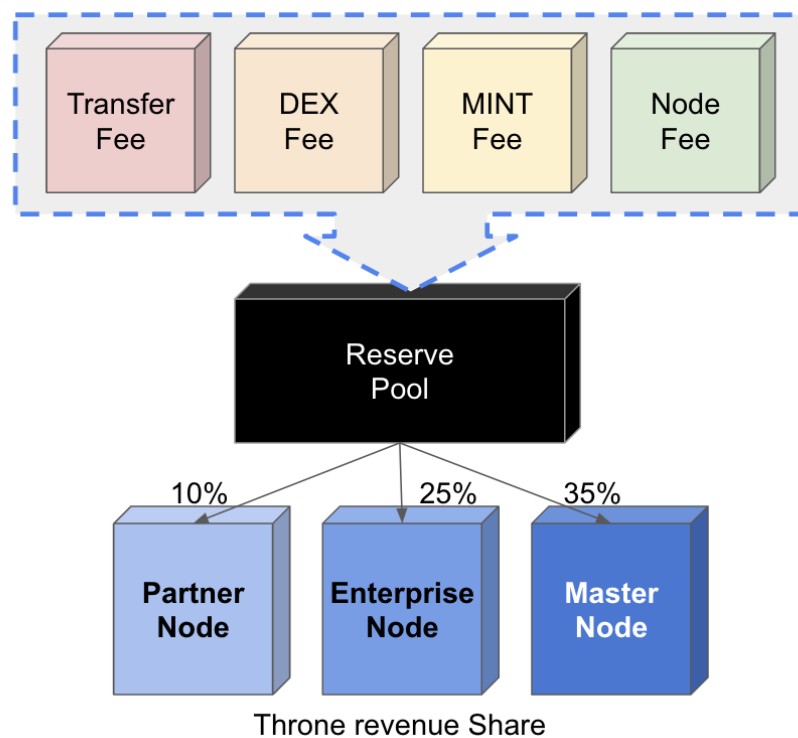 Transfer
Fee
DEX
Fee
MINT
Fee
Node
Fee
Reserve
Pool
10%
25%
35%
Partner
Node
Enterprise
Node
Master
Node
Throne revenue Share